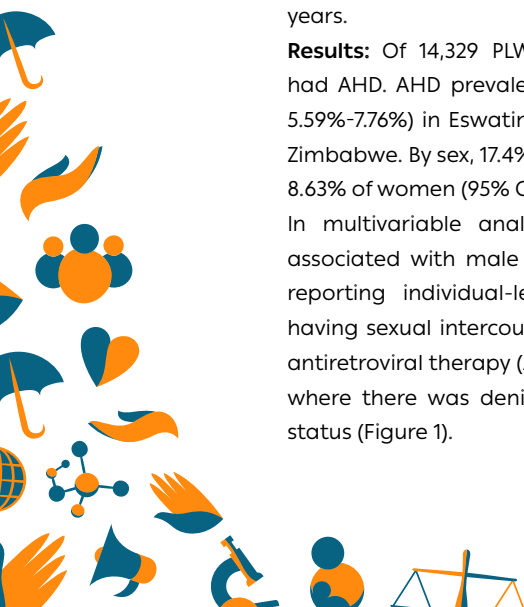 years.
Results: Of 14,329 PLW
had AHD. AHD prevale
5.59%-7.76%) in Eswatin
Zimbabwe. By sex, 17.4%
8.63% of women (95% C
In multivariable anal
associated with male
reporting individual-le
having sexual intercou
antiretroviral therapy (
where there was deni
status (Figure 1).